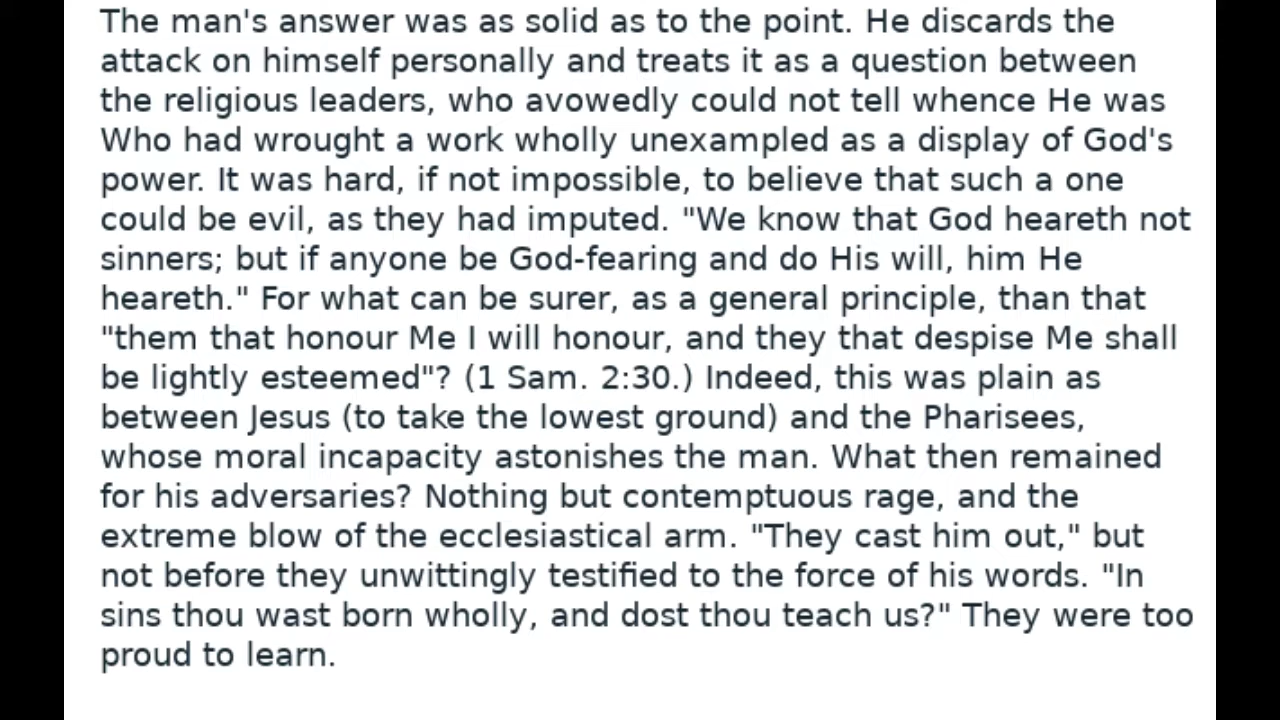 The man's answer was as solid as to the point. He discards the
attack on himself personally and treats it as a question between
the religious leaders, who avowedly could not tell whence He was
Who had wrought a work wholly unexampled as a display of God's
power. It was hard, if not impossible, to believe that such a one
could be evil, as they had imputed. "We know that God heareth not
sinners; but if anyone be God-fearing and do His will, him He
heareth." For what can be surer, as a general principle, than that
"them that honour Me I will honour, and they that despise Me shall
be lightly esteemed"? (1 Sam. 2:30.) Indeed, this was plain as
between Jesus (to take the lowest ground) and the Pharisees,
whose moral incapacity astonishes the man. What then remained
for his adversaries? Nothing but contemptuous rage, and the
extreme blow of the ecclesiastical arm. "They cast him out," but
not before they unwittingly testified to the force of his words. "In
sins thou wast born wholly, and dost thou teach us?" They were too
proud to learn.